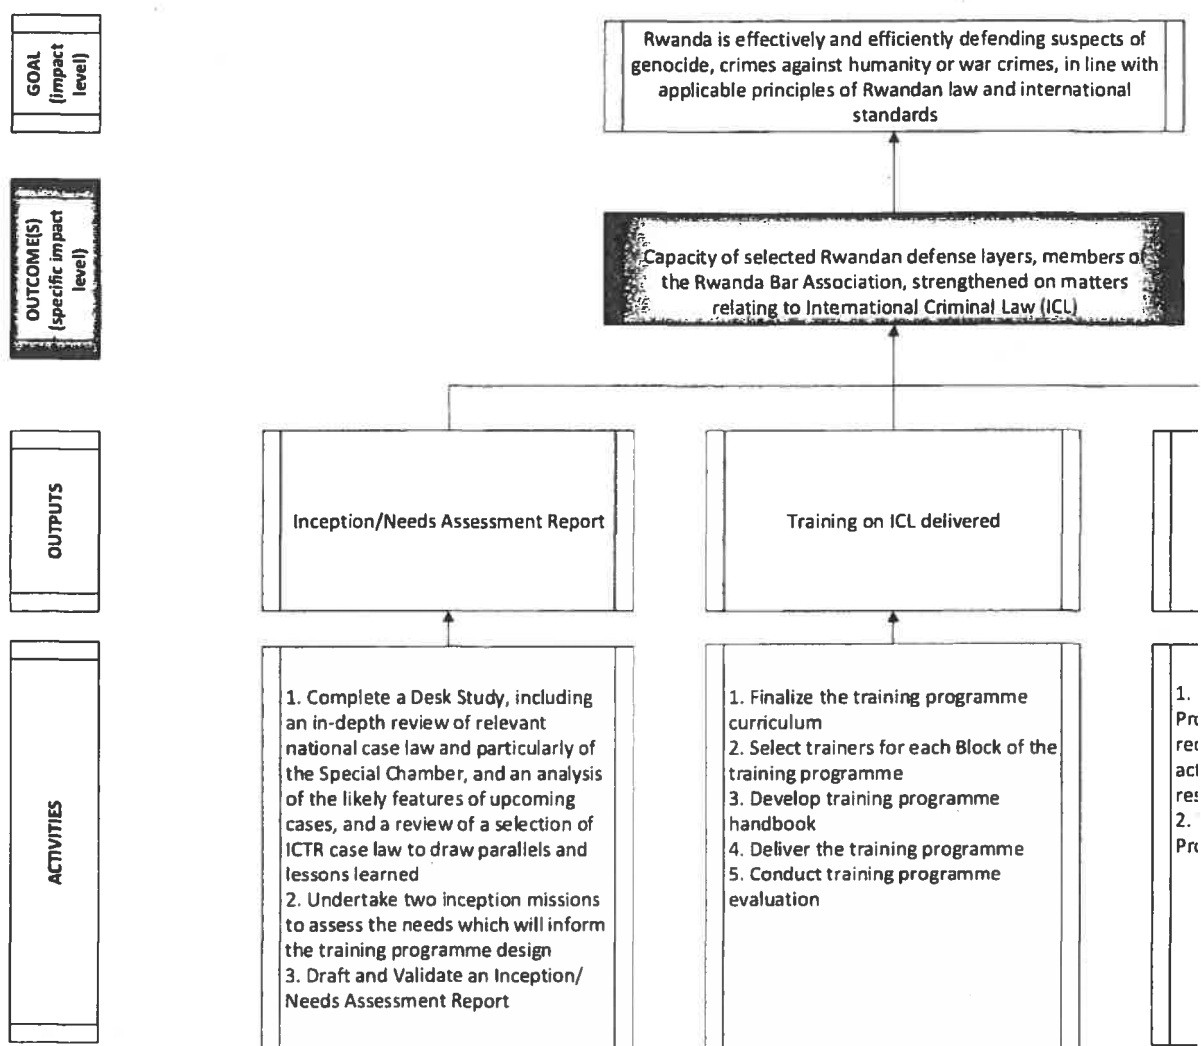 GOAL
(impact
level)
Rwanda is effectively and efficiently defending suspects of
genocide, crimes against humanity or war crimes, in line with
applicable principles of Rwandan law and international
standards
OUTCOME(S)
(specific impact
level)
Capacity of selected Rwandan defense layers, members of
the Rwanda Bar Association, strengthened on matters
relating to International Criminal Law (ICL)
OUTPUTS
Inception/Needs Assessment Report
Training on ICL delivered
ACTIVITIES
1. Complete a Desk Study, including
an in-depth review of relevant
national case law and particularly of
the Special Chamber, and an analysis
of the likely features of upcoming
cases, and a review of a selection of
ICTR case law to draw parallels and
lessons learned
2. Undertake two inception missions
to assess the needs which will inform
the training programme design
3. Draft and Validate an Inception/
Needs Assessment Report
1. Finalize the training programme
curriculum
2. Select trainers for each Block of the
training programme
3. Develop training programme
handbook
4. Deliver the training programme
5. Conduct training programme
evaluation
1.
2.